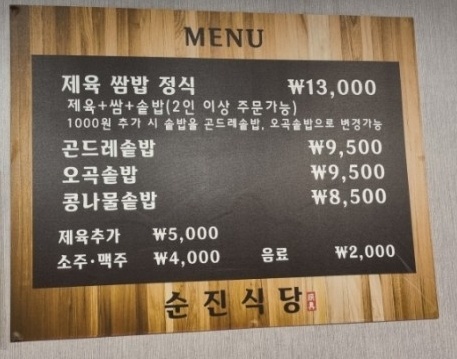 MENU
제육 쌈밥 정식 ₩13,000
제육+쌈+솥밥(2인 이상 주문가능)
1000원 추가 시 솥밥을 곤드레솥밥, 오곡솥밥으로 변경가능
곤드레솥밥 ₩9,500
오곡솥밥 ₩9,500
콩나물솥밥 ₩8,500
제육추가 ₩5,000
소주·맥주 ₩4,000 음료 ₩2,000
순진식당